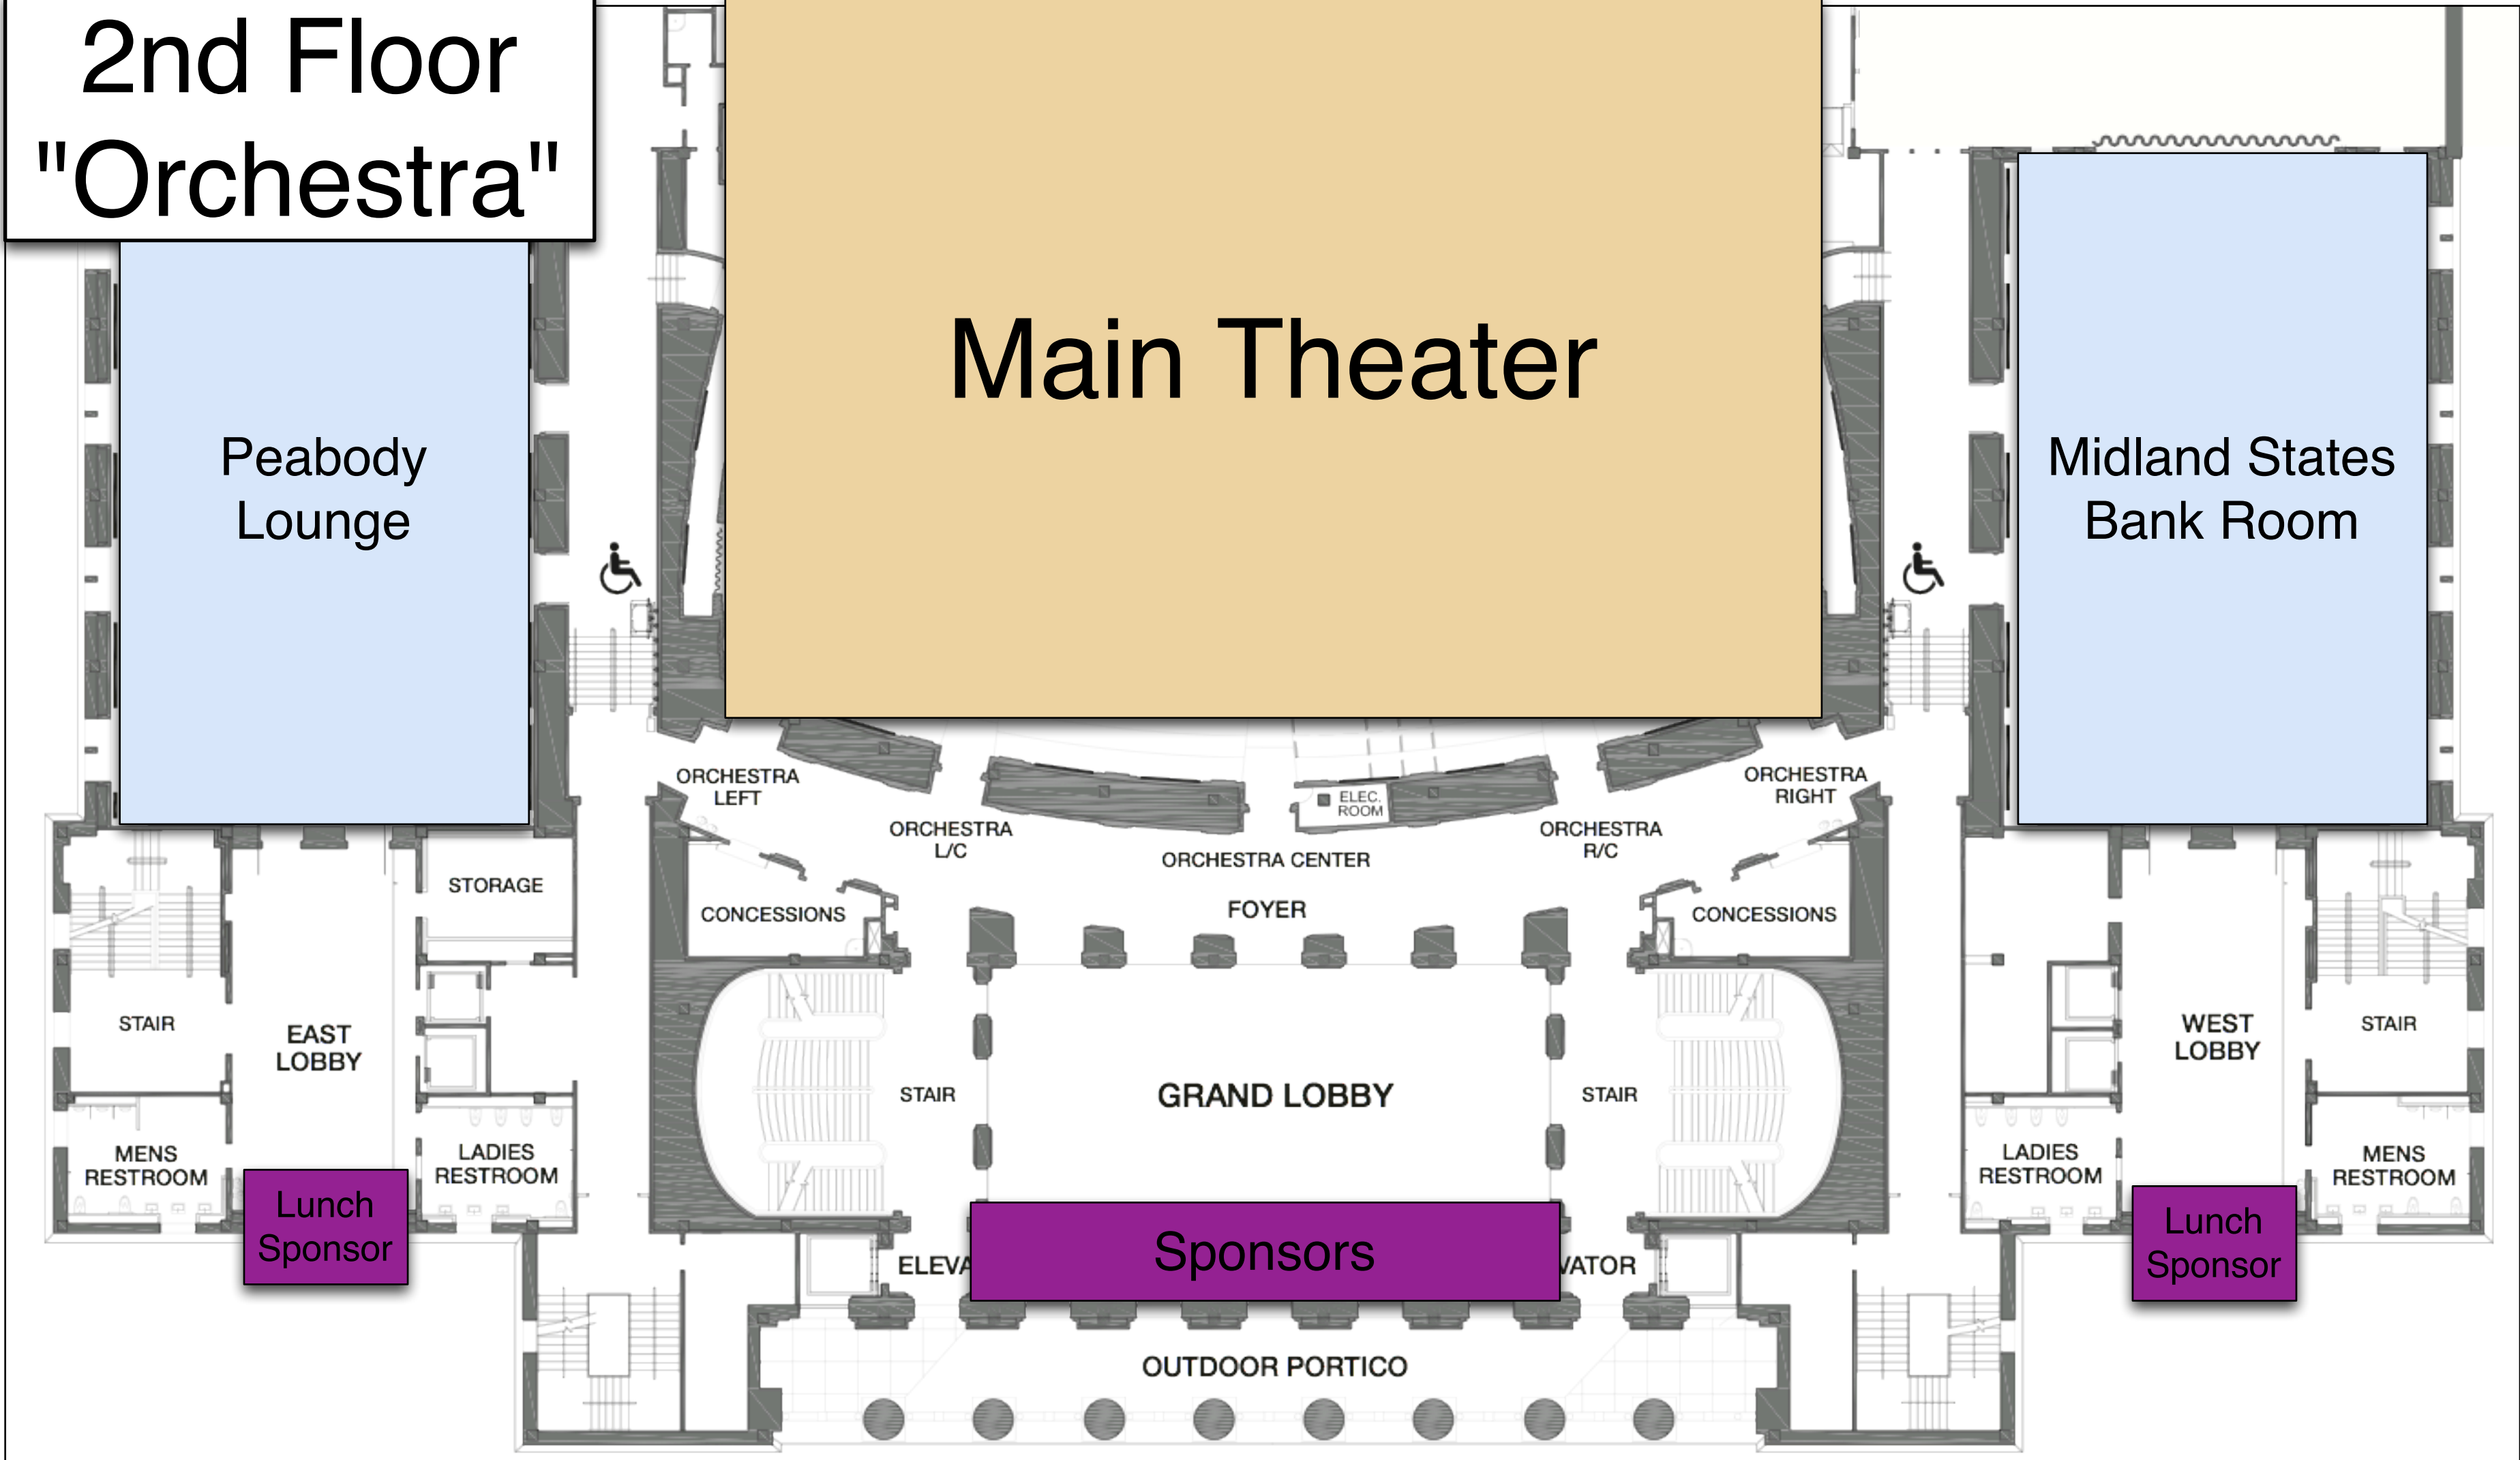 2nd Floor
"Orchestra"
Main Theater
Peabody
Lounge
Midland States
Bank Room
ORCHESTRA
LEFT
ORCHESTRA
RIGHT
ELEC.
ROOM
ORCHESTRA
L/C
ORCHESTRA
R/C
ORCHESTRA CENTER
STORAGE
CONCESSIONS
FOYER
CONCESSIONS
STAIR
EAST
LOBBY
WEST
LOBBY
STAIR
STAIR
GRAND LOBBY
STAIR
MENS
RESTROOM
LADIES
RESTROOM
LADIES
RESTROOM
MENS
RESTROOM
Lunch
Sponsor
Lunch
Sponsor
ELEVA
Sponsors
VATOR
OUTDOOR PORTICO